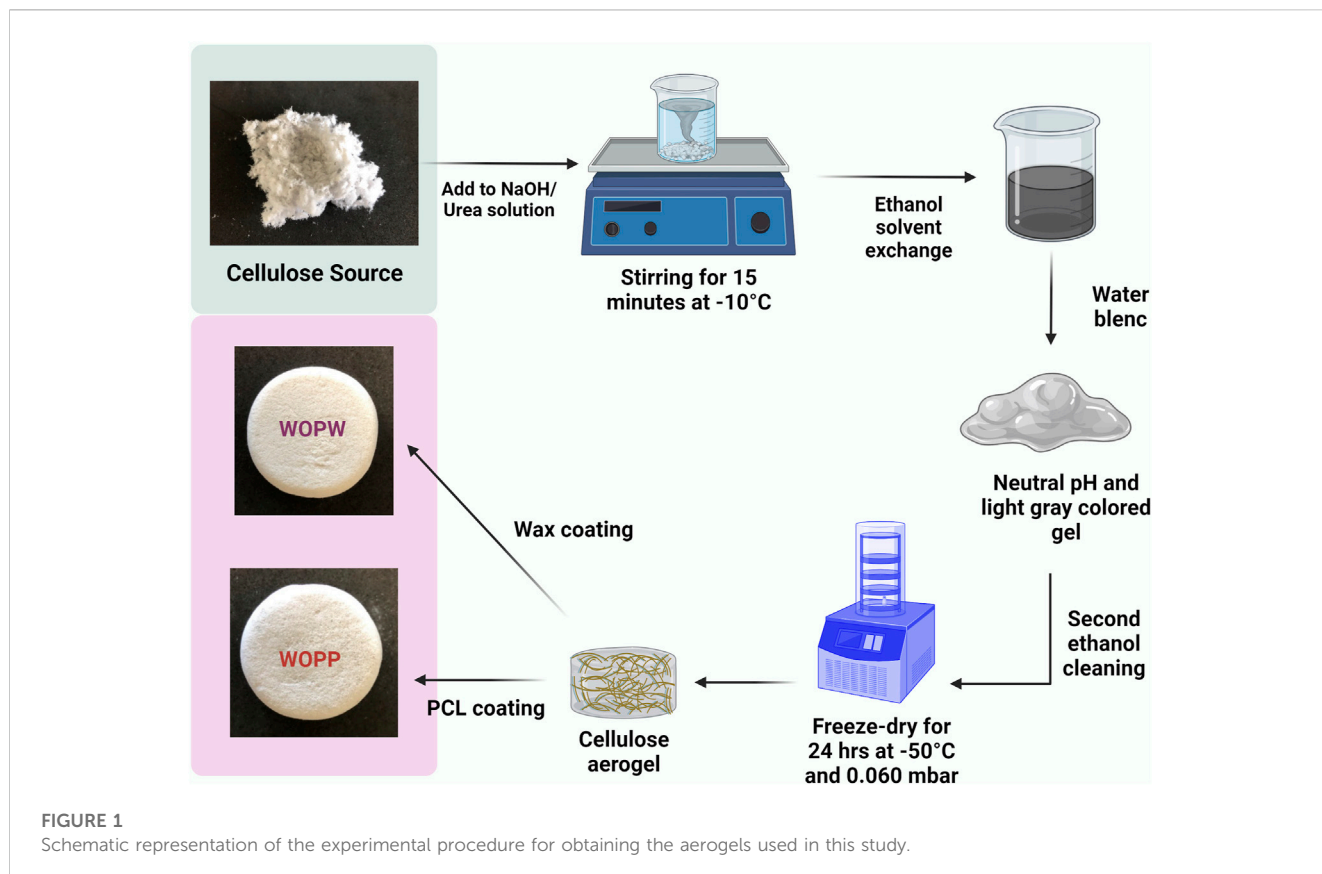 Cellulose Source
Add to NaOH/
Urea solution
Stirring for 15
minutes at -10°C
Ethanol
solvent
exchange
Water
blenc
Neutral pH and
light gray colored
gel
Second
ethanol
cleaning
Freeze-dry for
24 hrs at -50°C
and 0.060 mbar
Cellulose
aerogel
Wax coating
PCL coating
WOPW
WOPP
FIGURE 1
Schematic representation of the experimental procedure for obtaining the aerogels used in this study.